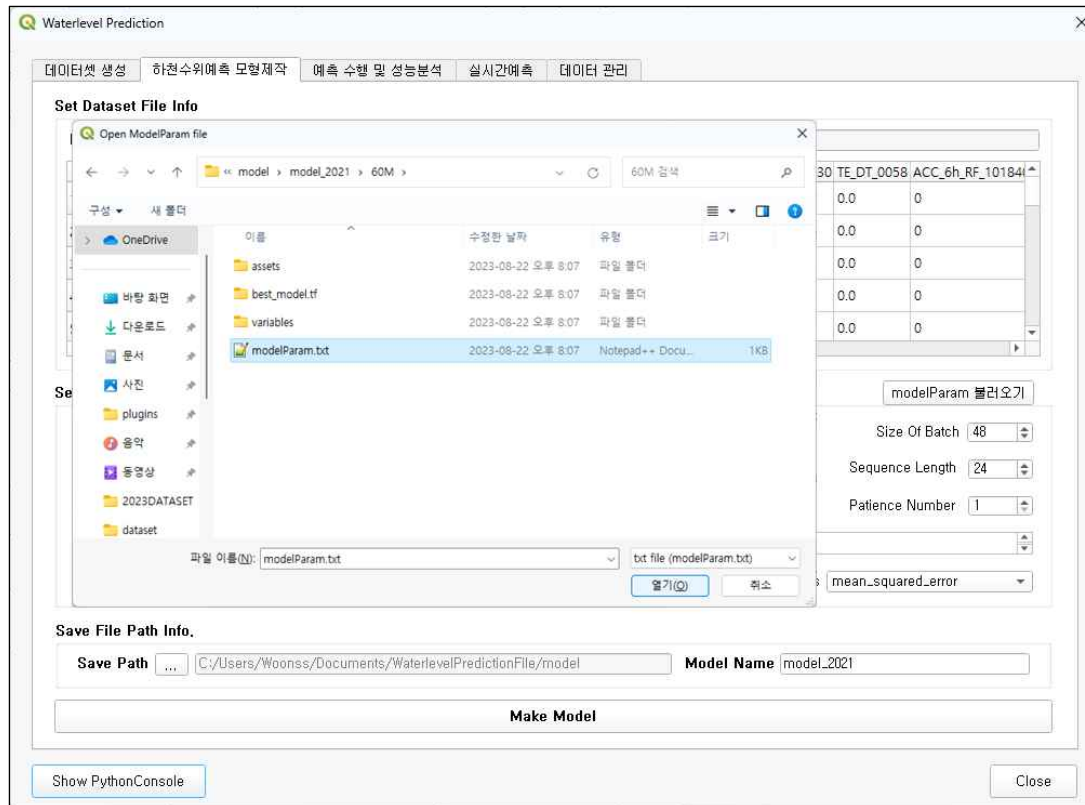 Waterlevel Prediction
데이터셋 생성 하천수위예측 모형제작 예측 수행 및 성능분석 실시간예측 데이터 관리
Set Dataset File Info
Open ModelParam file
« model › model_2021 › 60M ›
60M 검색
구성 새 폴더
OneDrive
바탕 화면
다운로드
문서
사진
plugins
음악
동영상
2023DATASET
dataset
이름 수정한 날짜 유형 크기
assets 2023-08-22 오후 8:07 파일 폴더
best_model.tf 2023-08-22 오후 8:07 파일 폴더
variables 2023-08-22 오후 8:07 파일 폴더
modelParam.txt 2023-08-22 오후 8:07 Notepad++ Docu... 1KB
파일 이름(N): modelParam.txt txt file (modelParam.txt)
열기(O) 취소
30 TE_DT_0058 ACC_6h_RF_101840
0.0 0
0.0 0
0.0 0
0.0 0
0.0 0
Se
modelParam 불러오기
Size Of Batch 48
Sequence Length 24
Patience Number 1
s mean_squared_error
Save File Path Info.
Save Path ... C:/Users/Woonss/Documents/WaterlevelPredictionFile/model Model Name model_2021
Make Model
Show PythonConsole Close